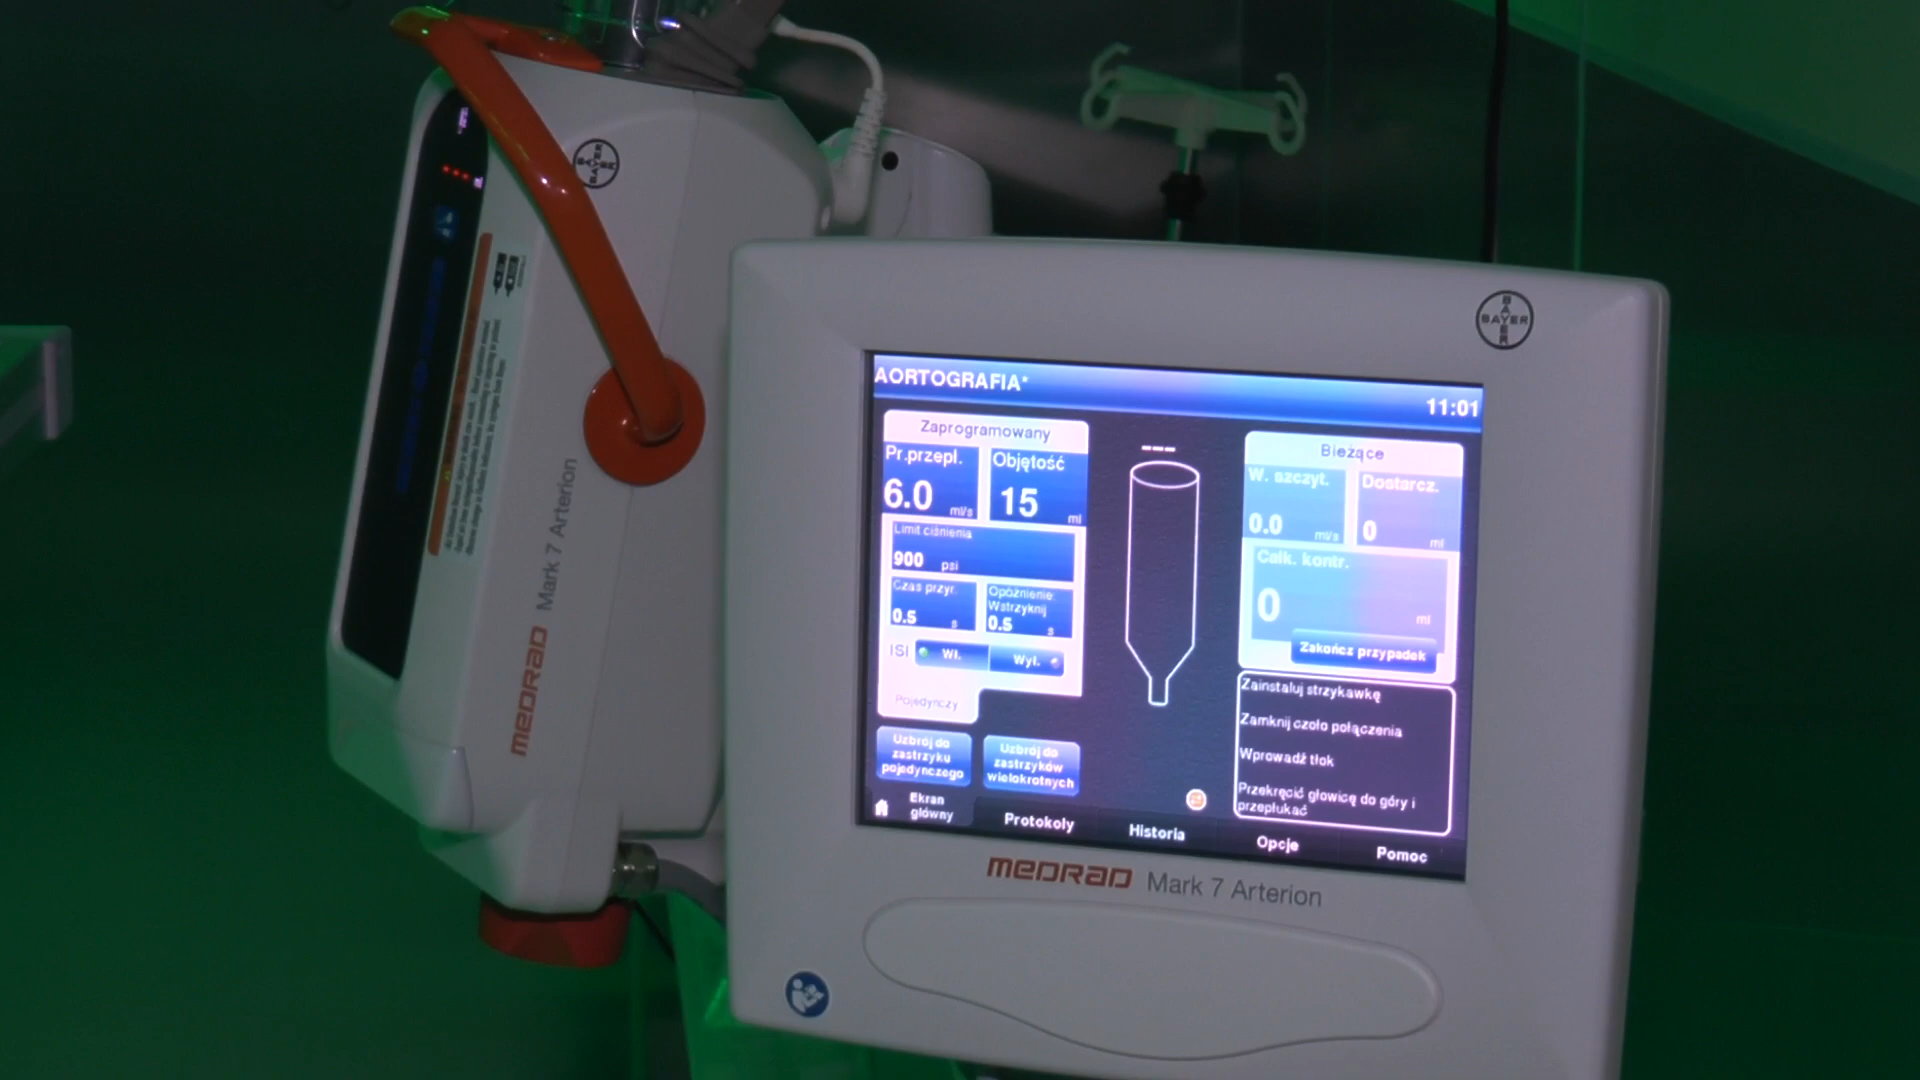 BAYER
BAYER
MEDRAD Mark 7 Arterion
BAYER
BAYER
AORTOGRAFIA*
11:01
Zaprogramowany
Pr.przepł.
6.0
ml/s
Objętość
15
ml
Limit ciśnienia
900 psi
Czas przyr.
0.5 s
Opóźnienie:
Wstrzyknij
0.5 s
ISI
Wł.
Wył.
Pojedynczy
Uzbrój do
zastrzyku
pojedynczego
Uzbrój do
zastrzyków
wielokrotnych
Bieżące
W. szczyt.
0.0
ml/s
Dostarcz.
0
ml
Całk. kontr.
0
ml
Zakończ przypadek
Zainstaluj strzykawkę
Zamknij czoło połączenia
Wprowadź tłok
Przekręcić głowicę do góry i
przepłukać
Ekran
główny
Protokoły
Historia
Opcje
Pomoc
MEDRAD Mark 7 Arterion